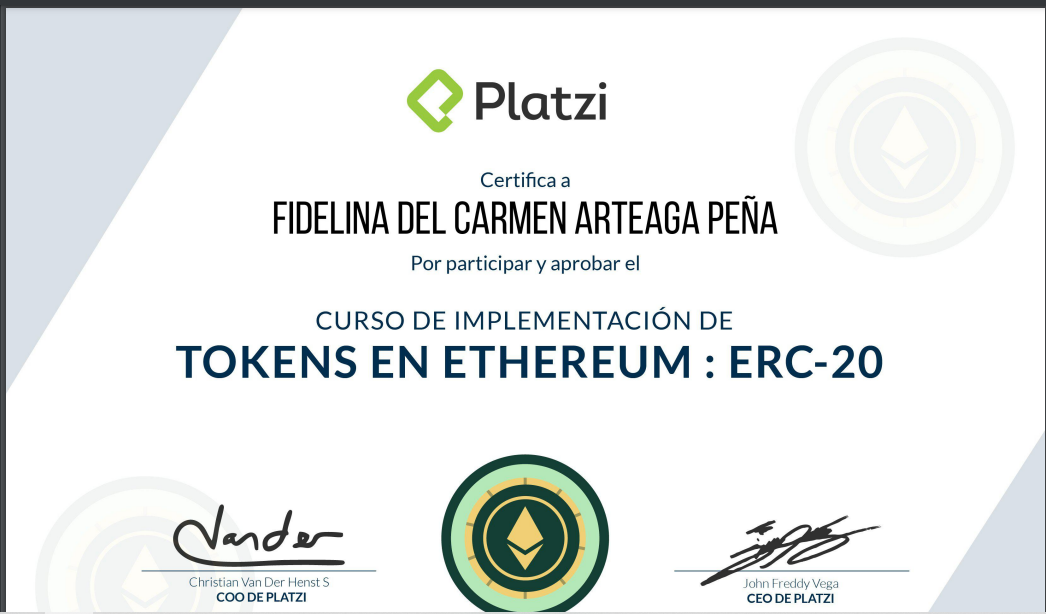 Platzi
Certifica a
FIDELINA DEL CARMEN ARTEAGA PEÑA
Por participar y aprobar el
CURSO DE IMPLEMENTACIÓN DE
TOKENS EN ETHEREUM : ERC-20
Vander
Christian Van Der Henst S
COO DE PLATZI
John Freddy Vega
CEO DE PLATZI